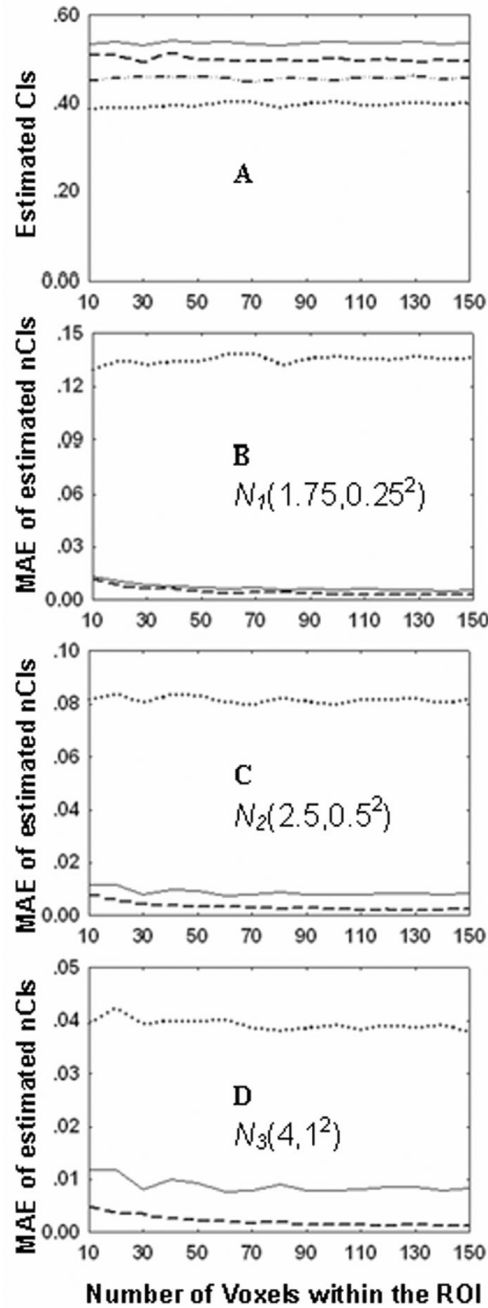 Estimated CIs
.60
.40
.20
0.00
A
10 30 50 70 90 110 130 150
MAE of estimated nCIs
.15
.12
.09
.06
.03
0.00
B
N₁(1.75,0.25²)
10 30 50 70 90 110 130 150
MAE of estimated nCIs
.10
.08
.06
.04
.02
0.00
C
N₂(2.5,0.5²)
10 30 50 70 90 110 130 150
MAE of estimated nCIs
.05
.04
.03
.02
.01
0.00
D
N₃(4,1²)
10 30 50 70 90 110 130 150
Number of Voxels within the ROI